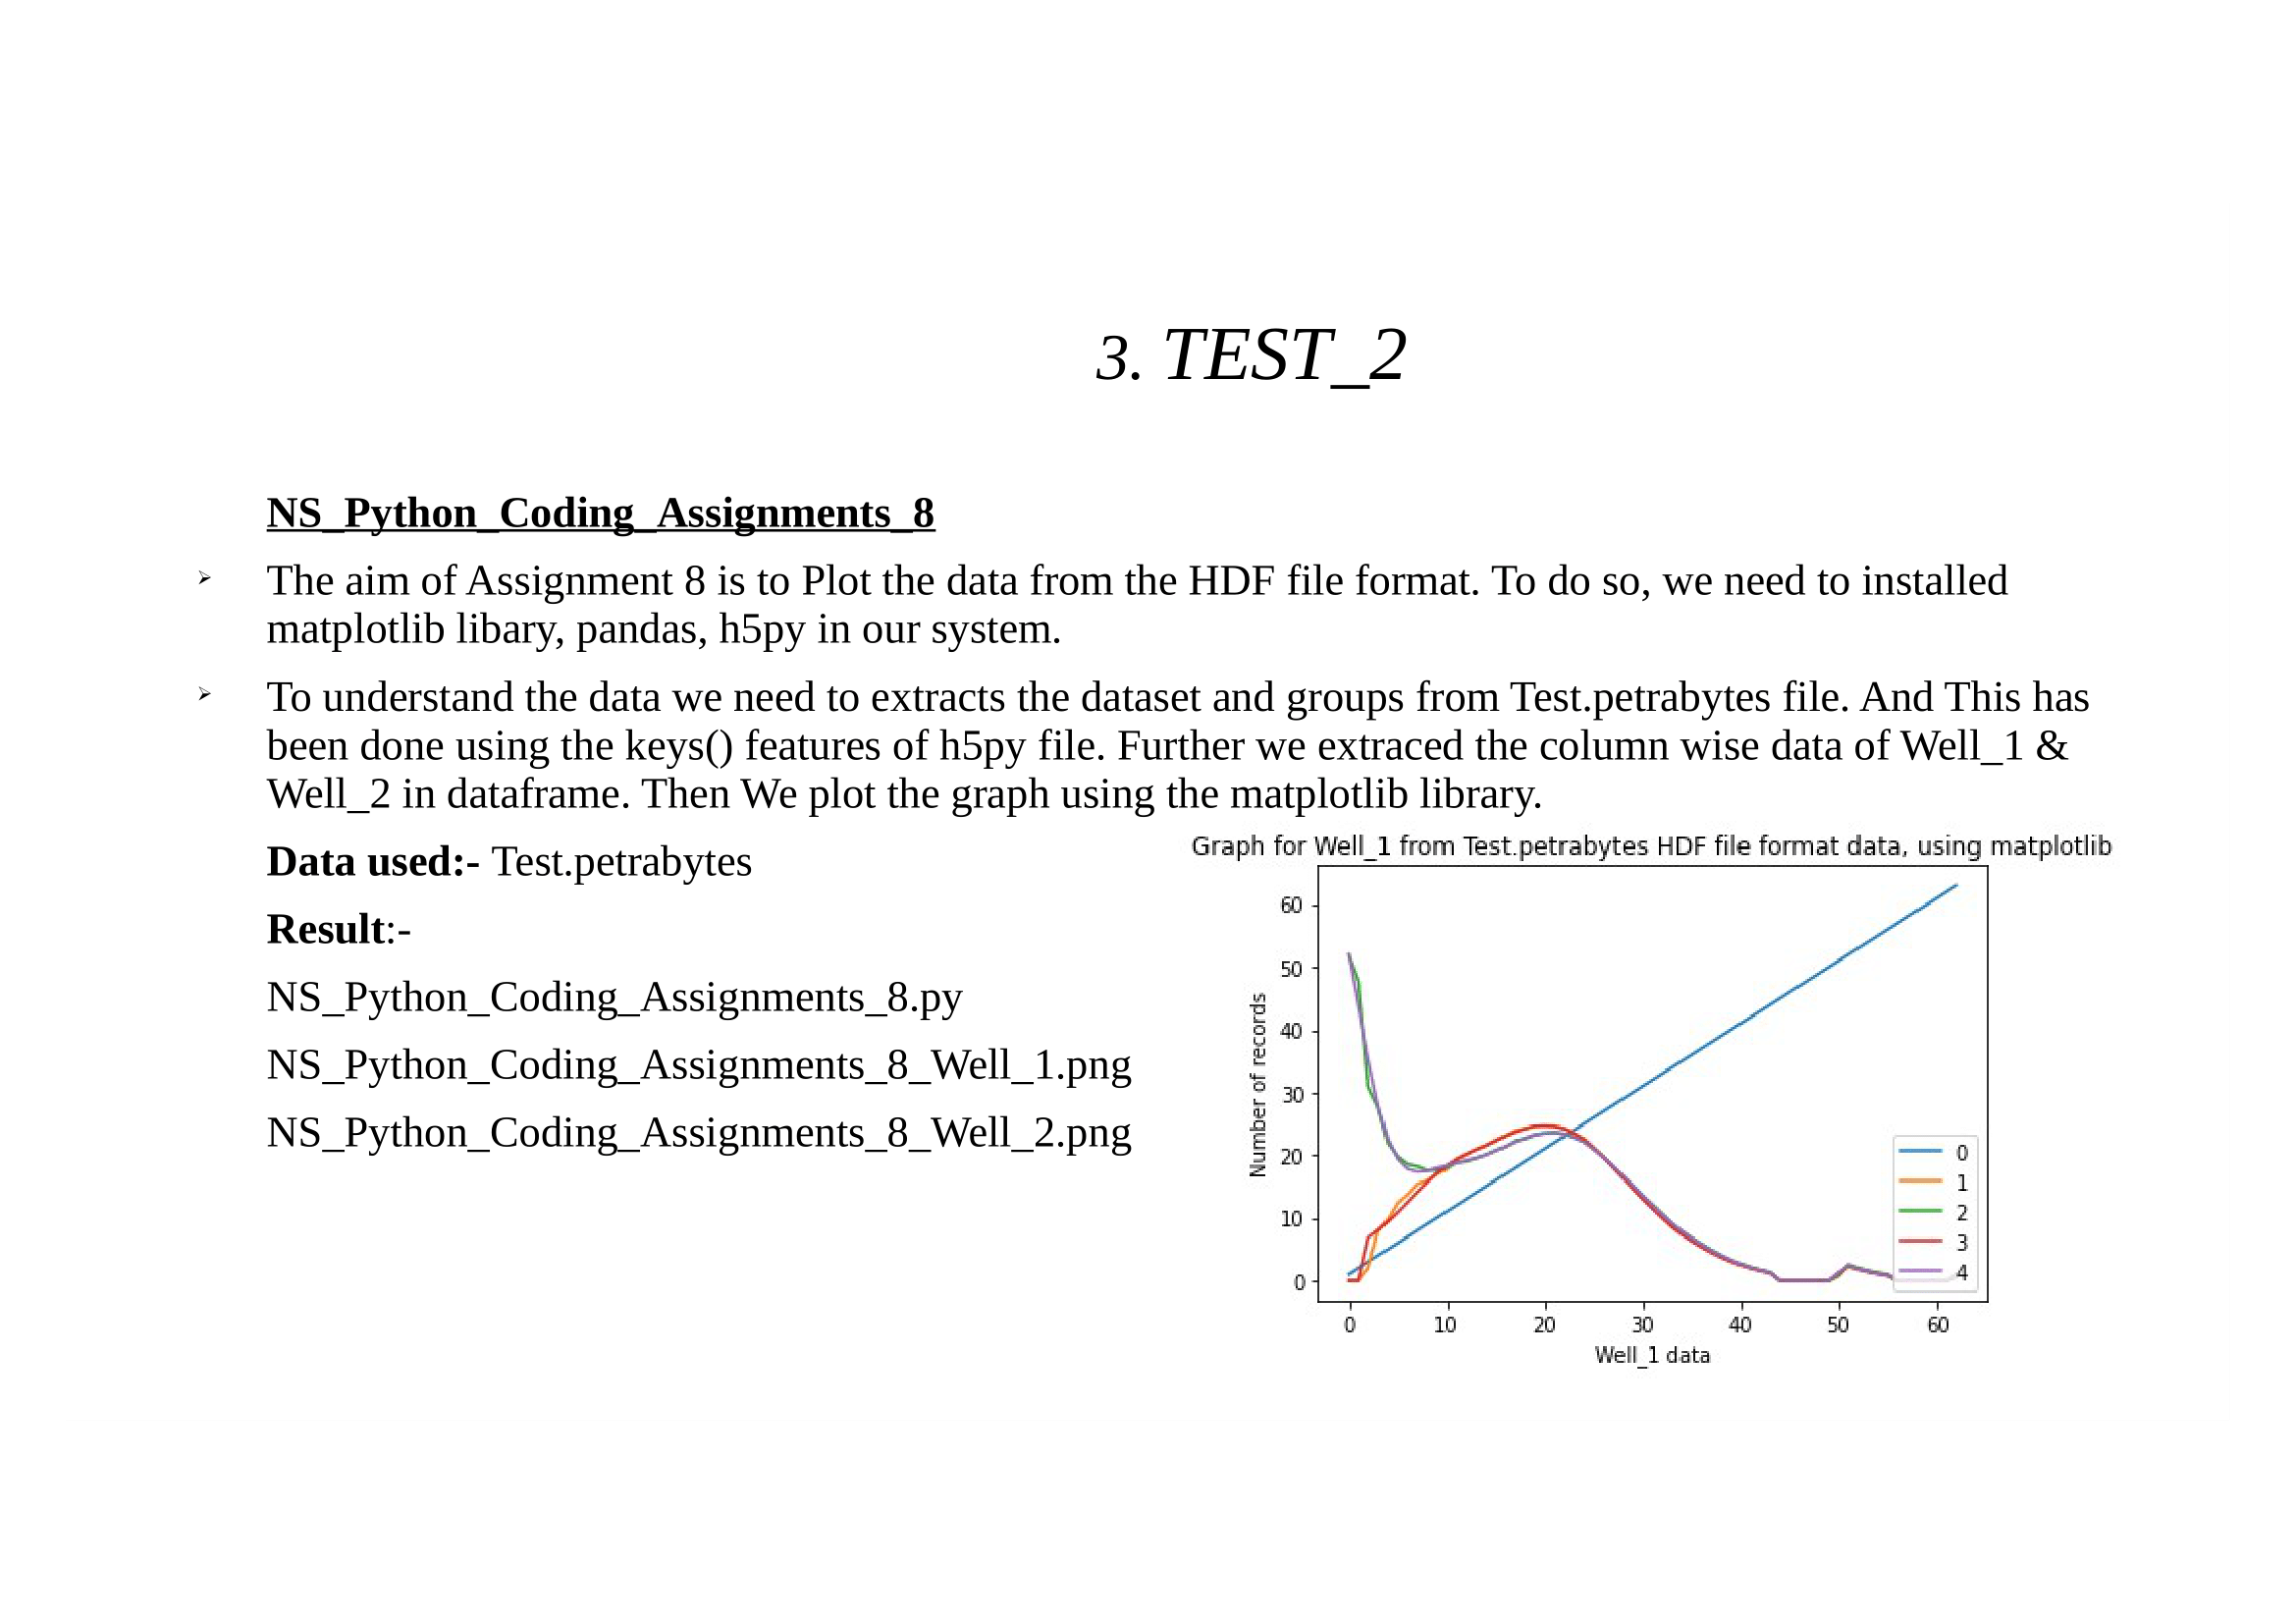 3. TEST_2
NS_Python_Coding_Assignments_8
The aim of Assignment 8 is to Plot the data from the HDF file format. To do so, we need to installed
matplotlib libary, pandas, h5py in our system.
To understand the data we need to extracts the dataset and groups from Test.petrabytes file. And This has
been done using the keys() features of h5py file. Further we extraced the column wise data of Well_1 &
Well_2 in dataframe. Then We plot the graph using the matplotlib library.
Data used:- Test.petrabytes
Result:-
NS_Python_Coding_Assignments_8.py
NS_Python_Coding_Assignments_8_Well_1.png
NS_Python_Coding_Assignments_8_Well_2.png
Graph for Well_1 from Test.petrabytes HDF file format data, using matplotlib
Number of records
60
50
40
30
20
10
0
0
1
2
3
4
0 10 20 30 40 50 60
Well_1 data